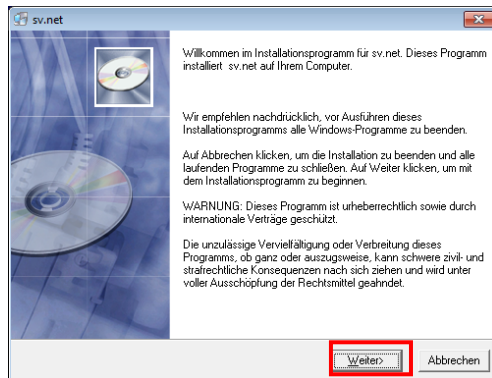 sv.net
Willkommen im Installationsprogramm für sv.net. Dieses Programm
installiert sv.net auf Ihrem Computer.
Wir empfehlen nachdrücklich, vor Ausführen dieses
Installationsprogramms alle Windows-Programme zu beenden.
Auf Abbrechen klicken, um die Installation zu beenden und alle
laufenden Programme zu schließen. Auf Weiter klicken, um mit
dem Installationsprogramm zu beginnen.
WARNUNG: Dieses Programm ist urheberrechtlich sowie durch
internationale Verträge geschützt.
Die unzulässige Vervielfältigung oder Verbreitung dieses
Programms, ob ganz oder auszugsweise, kann schwere zivil- und
strafrechtliche Konsequenzen nach sich ziehen und wird unter
voller Ausschöpfung der Rechtsmittel geahndet.
Weiter> Abbrechen